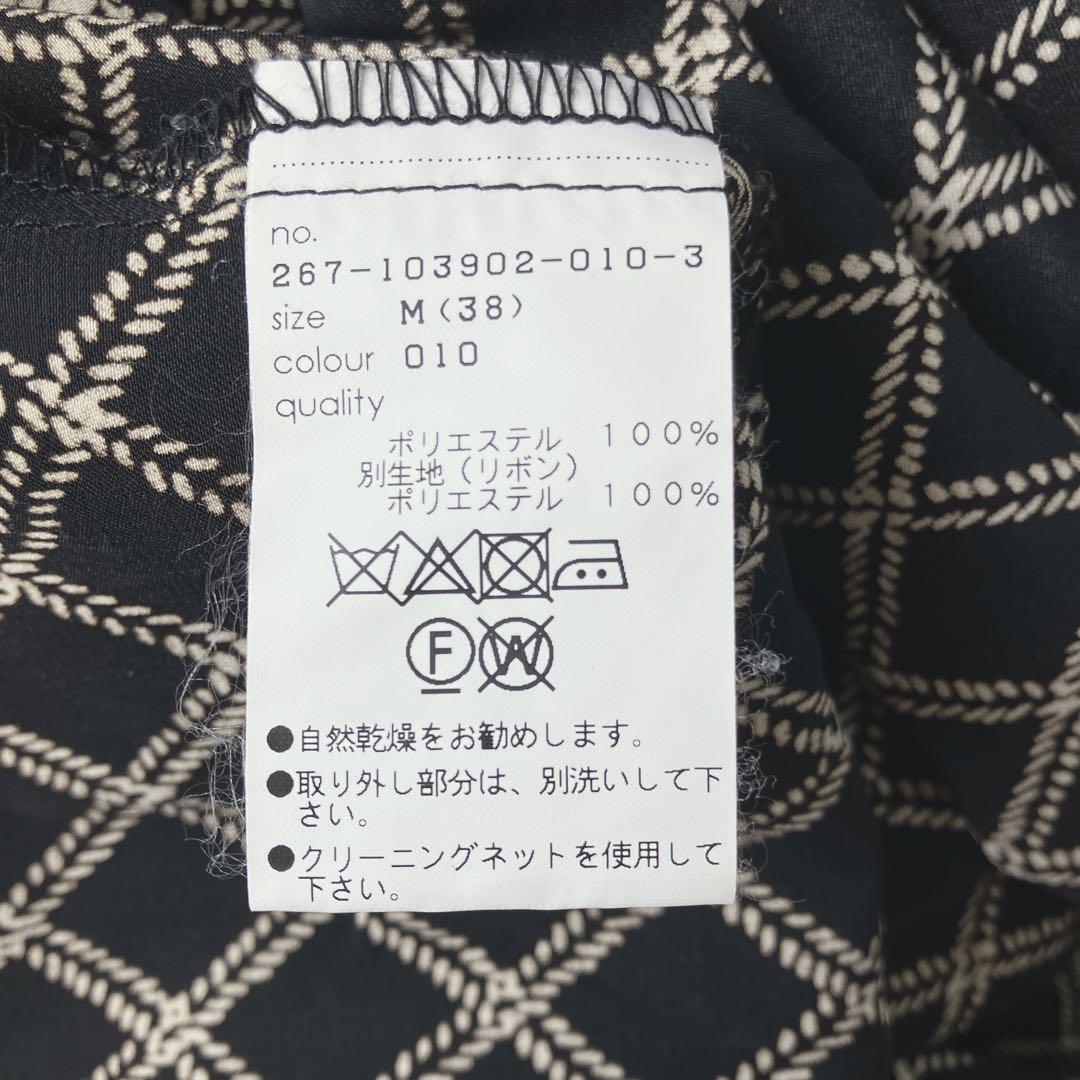 no.
267-103902-010-3
size M(38)
colour 010
quality
ポリエステル 100%
別生地(リボン)
ポリエステル 100%
F W
●自然乾燥をお勧めします。
●取り外し部分は、別洗いして下
さい。
●クリーニングネットを使用して
下さい。